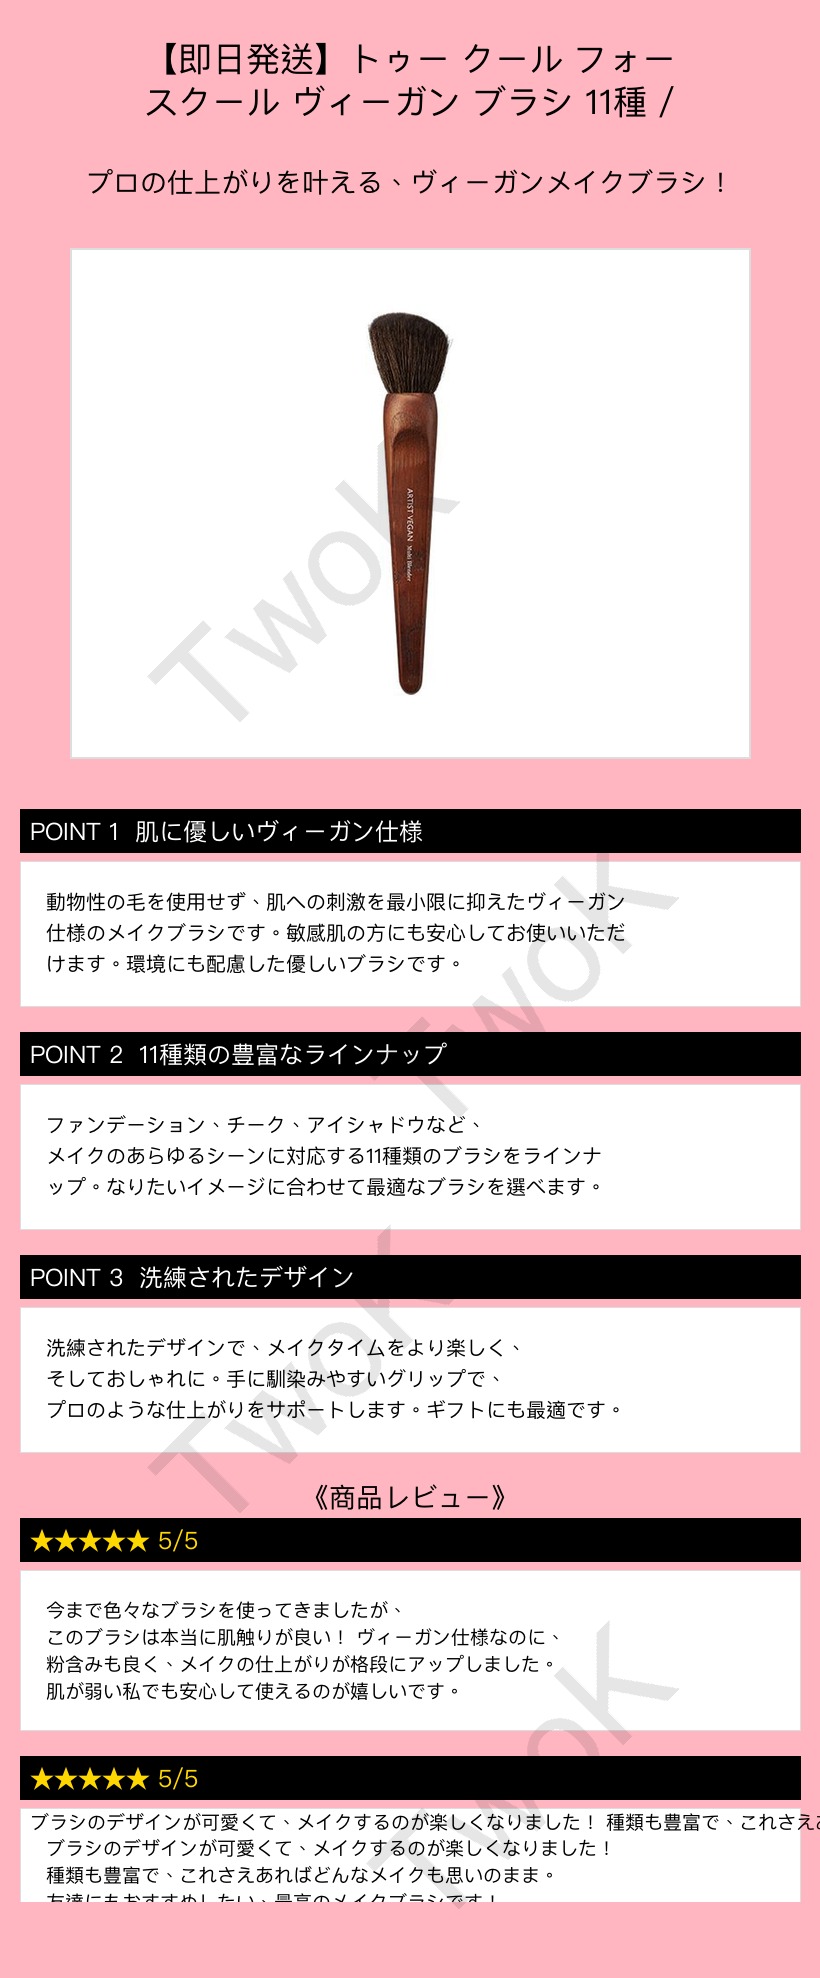 【即日発送】トゥー クール フォー
スクール ヴィーガン ブラシ 11種 /
プロの仕上がりを叶える、ヴィーガンメイクブラシ！
ARTIST VEGAN Multi Blender
TwoK
POINT 1 肌に優しいヴィーガン仕様
動物性の毛を使用せず、肌への刺激を最小限に抑えたヴィーガン
仕様のメイクブラシです。敏感肌の方にも安心してお使いいただ
けます。環境にも配慮した優しいブラシです。
TwoK
POINT 2 11種類の豊富なラインナップ
ファンデーション、チーク、アイシャドウなど、
メイクのあらゆるシーンに対応する11種類のブラシをラインナ
ップ。なりたいイメージに合わせて最適なブラシを選べます。
POINT 3 洗練されたデザイン
洗練されたデザインで、メイクタイムをより楽しく、
そしておしゃれに。手に馴染みやすいグリップで、
プロのような仕上がりをサポートします。ギフトにも最適です。
TwoK
《商品レビュー》
★★★★★ 5/5
今まで色々なブラシを使ってきましたが、
このブラシは本当に肌触りが良い！ ヴィーガン仕様なのに、
粉含みも良く、メイクの仕上がりが格段にアップしました。
肌が弱い私でも安心して使えるのが嬉しいです。
★★★★★ 5/5
ブラシのデザインが可愛くて、メイクするのが楽しくなりました！ 種類も豊富で、これさえあ
ブラシのデザインが可愛くて、メイクするのが楽しくなりました！
種類も豊富で、これさえあればどんなメイクも思いのまま。
友達にもおすすめしたい、最高のメイクブラシです！
TwoK